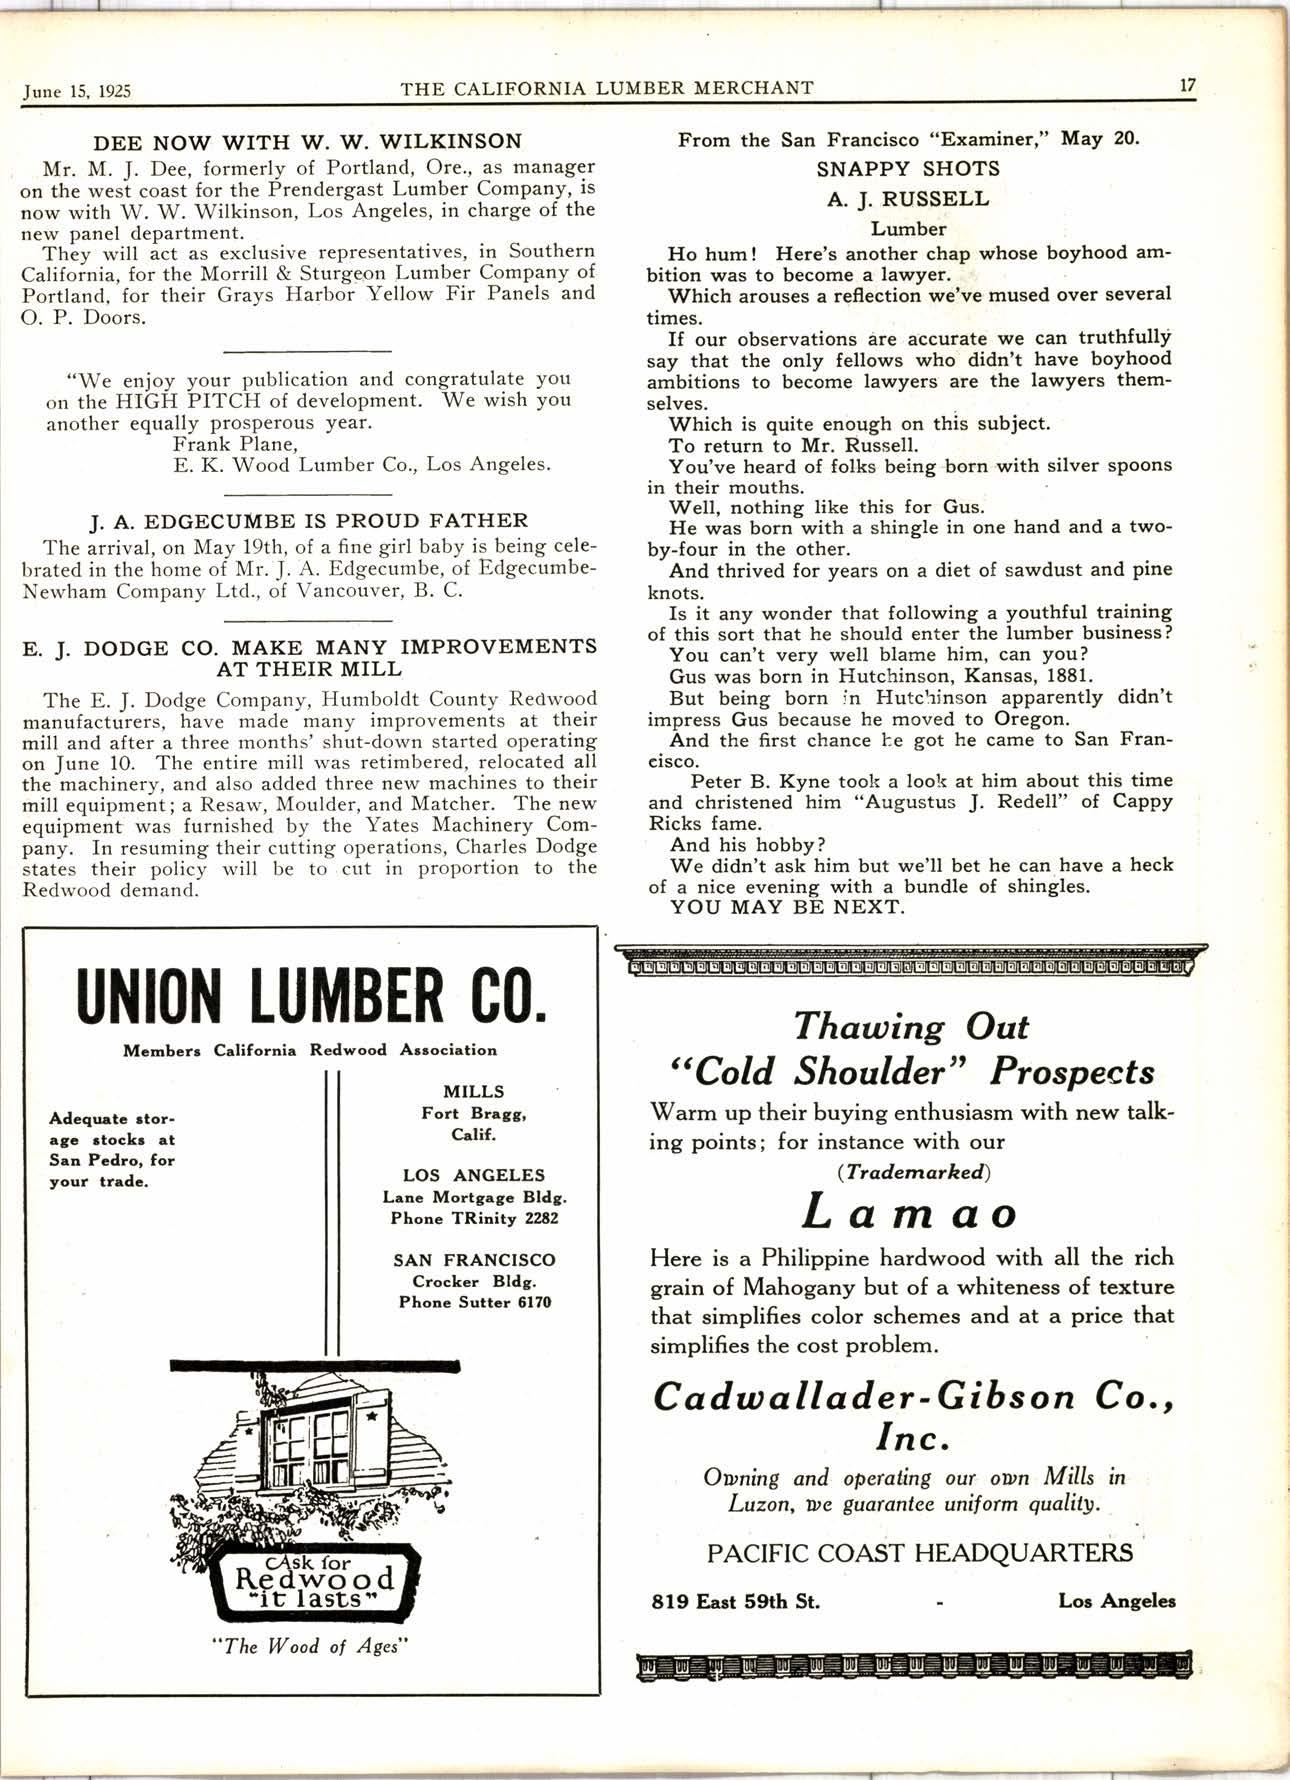 June 15, 1925
THE CALIFORNIA LUMBER MERCHANT
17
DEE NOW WITH W. W. WILKINSON
Mr. M. J. Dee, formerly of Portland, Ore., as manager
on the west coast for the Prendergast Lumber Company, is
now with W. W. Wilkinson, Los Angeles, in charge of the
new panel department.
They will act as exclusive representatives, in Southern
California, for the Morrill & Sturgeon Lumber Company of
Portland, for their Grays Harbor Yellow Fir Panels and
O. P. Doors.
“We enjoy your publication and congratulate you
on the HIGH PITCH of development. We wish you
another equally prosperous year.
Frank Plane,
E. K. Wood Lumber Co., Los Angeles.
J. A. EDGECUMBE IS PROUD FATHER
The arrival, on May 19th, of a fine girl baby is being cele-
brated in the home of Mr. J. A. Edgecumbe, of Edgecumbe-
Newham Company Ltd., of Vancouver, B. C.
E. J. DODGE CO. MAKE MANY IMPROVEMENTS
AT THEIR MILL
The E. J. Dodge Company, Humboldt County Redwood
manufacturers, have made many improvements at their
mill and after a three months’ shut-down started operating
on June 10. The entire mill was retimbered, relocated all
the machinery, and also added three new machines to their
mill equipment; a Resaw, Moulder, and Matcher. The new
equipment was furnished by the Yates Machinery Com-
pany. In resuming their cutting operations, Charles Dodge
states their policy will be to cut in proportion to the
Redwood demand.
From the San Francisco “Examiner,” May 20.
SNAPPY SHOTS
A. J. RUSSELL
Lumber
Ho hum! Here’s another chap whose boyhood am-
bition was to become a lawyer.
Which arouses a reflection we’ve mused over several
times.
If our observations are accurate we can truthfully
say that the only fellows who didn’t have boyhood
ambitions to become lawyers are the lawyers them-
selves.
Which is quite enough on this subject.
To return to Mr. Russell.
You’ve heard of folks being born with silver spoons
in their mouths.
Well, nothing like this for Gus.
He was born with a shingle in one hand and a two-
by-four in the other.
And thrived for years on a diet of sawdust and pine
knots.
Is it any wonder that following a youthful training
of this sort that he should enter the lumber business?
You can’t very well blame him, can you?
Gus was born in Hutchinson, Kansas, 1881.
But being born in Hutchinson apparently didn’t
impress Gus because he moved to Oregon.
And the first chance he got he came to San Fran-
cisco.
Peter B. Kyne took a look at him about this time
and christened him “Augustus J. Redell” of Cappy
Ricks fame.
And his hobby?
We didn’t ask him but we’ll bet he can have a heck
of a nice evening with a bundle of shingles.
YOU MAY BE NEXT.
UNION LUMBER CO.
Members California Redwood Association
Adequate stor-
age stocks at
San Pedro, for
your trade.
MILLS
Fort Bragg,
Calif.
LOS ANGELES
Lane Mortgage Bldg.
Phone TRinity 2282
SAN FRANCISCO
Crocker Bldg.
Phone Sutter 6170
Ask for
Redwood
“it lasts”
“The Wood of Ages”
Thawing Out
“Cold Shoulder” Prospects
Warm up their buying enthusiasm with new talk-
ing points; for instance with our
(Trademarked)
Lamao
Here is a Philippine hardwood with all the rich
grain of Mahogany but of a whiteness of texture
that simplifies color schemes and at a price that
simplifies the cost problem.
Cadwallader-Gibson Co.,
Inc.
Owning and operating our own Mills in
Luzon, we guarantee uniform quality.
PACIFIC COAST HEADQUARTERS
819 East 59th St. - Los Angeles